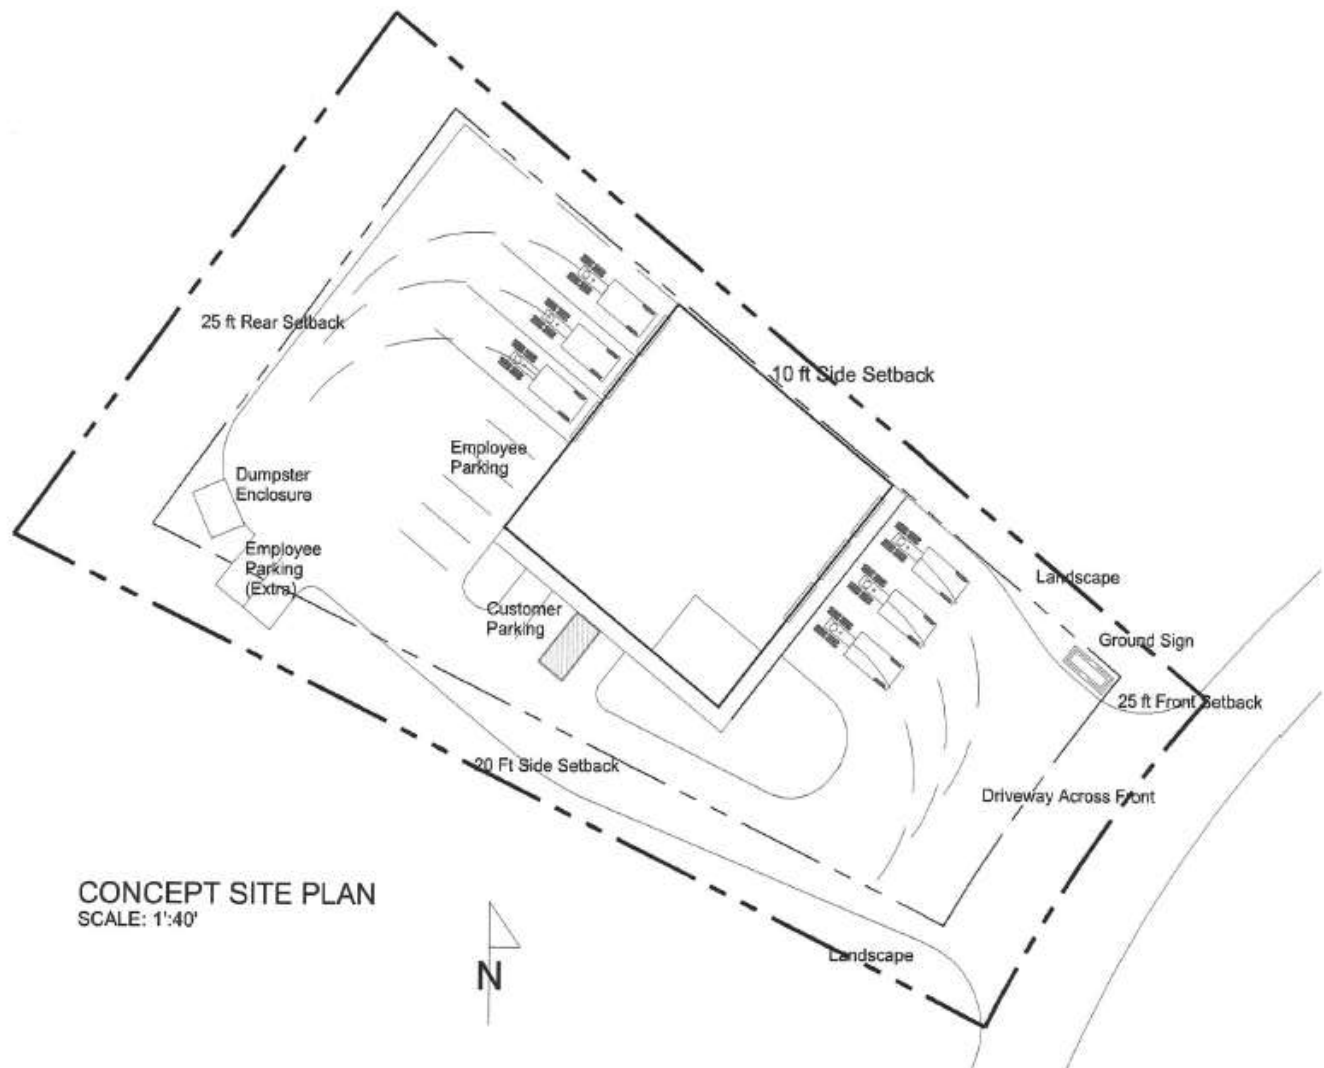 25 ft Rear Setback
10 ft Side Setback
Employee
Parking
Dumpster
Enclosure
Employee
Parking
(Extra)
Customer
Parking
Landscape
Ground Sign
25 ft Front Setback
20 Ft Side Setback
Driveway Across Front
CONCEPT SITE PLAN
SCALE: 1':40'
Landscape
N